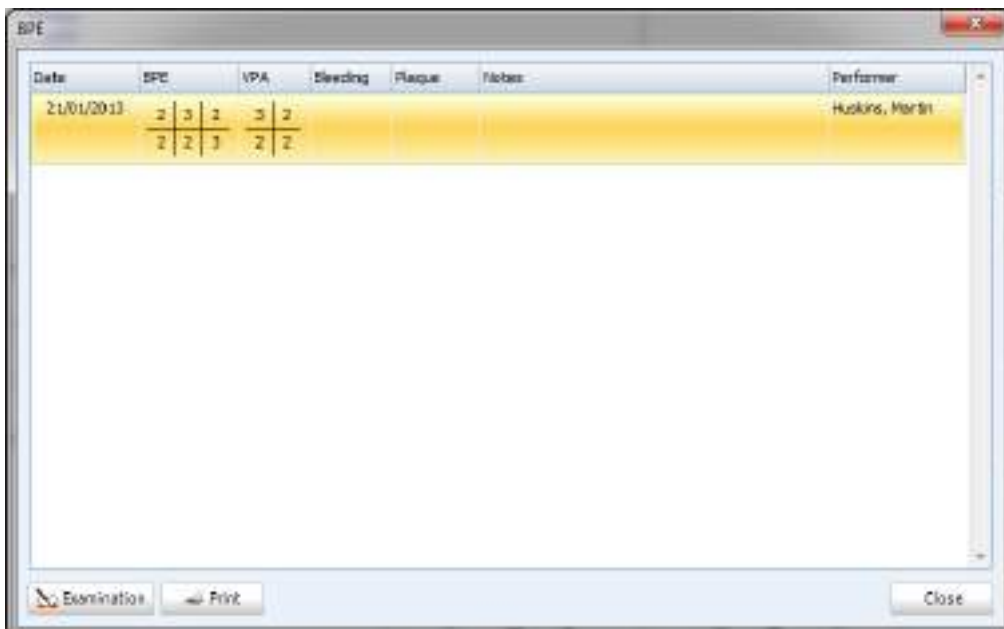 BPE
Date BPE VPA Bleeding Plaque Notes Performer
21/01/2013 2 3 2 3 2 Huskins, Martin
2 2 3 2 2
Examination Print Close